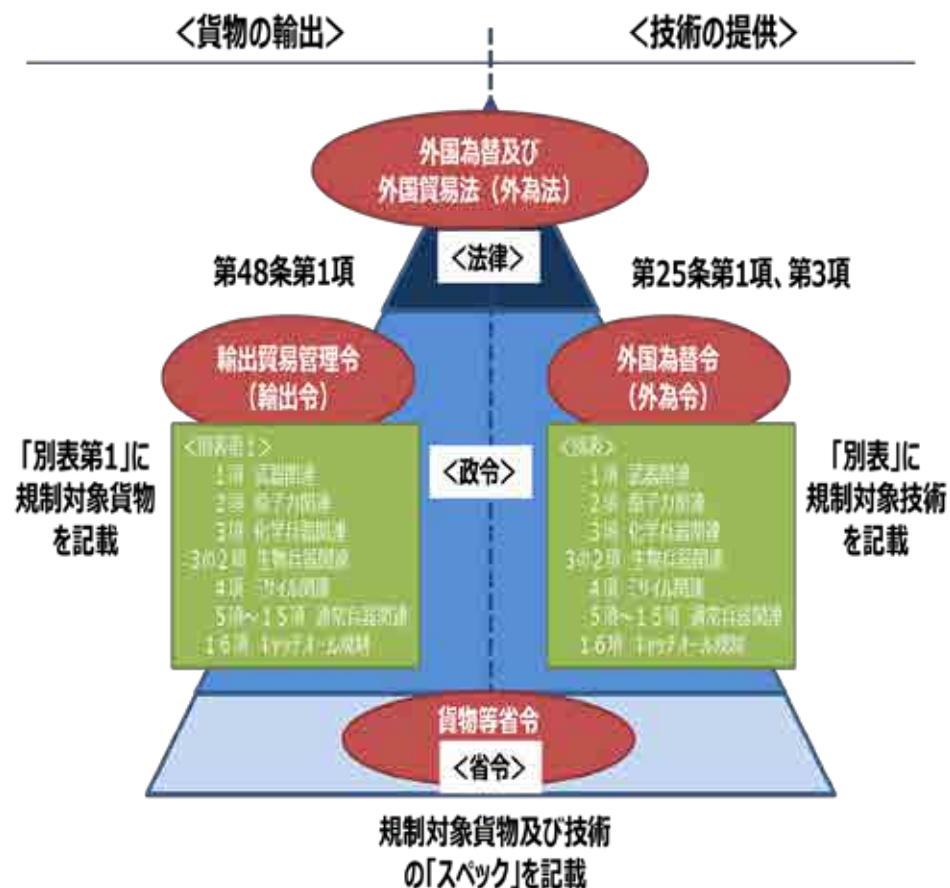 <貨物の輸出>
<技術の提供>
外国為替及び
外国貿易法（外為法）
<法律>
第48条第1項
第25条第1項、第3項
輸出貿易管理令
（輸出令）
外国為替令
（外為令）
「別表第1」に
規制対象貨物
を記載
<別表第1>
1項 武器関連
2項 原子力関連
3項 化学兵器関連
3の2項 生物兵器関連
4項 ミサイル関連
5項～15項 通常兵器関連
16項 キャッチオール規制
<政令>
<別表>
1項 武器関連
2項 原子力関連
3項 化学兵器関連
3の2項 生物兵器関連
4項 ミサイル関連
5項～15項 通常兵器関連
16項 キャッチオール規制
「別表」に
規制対象技術
を記載
貨物等省令
<省令>
規制対象貨物及び技術
の「スペック」を記載